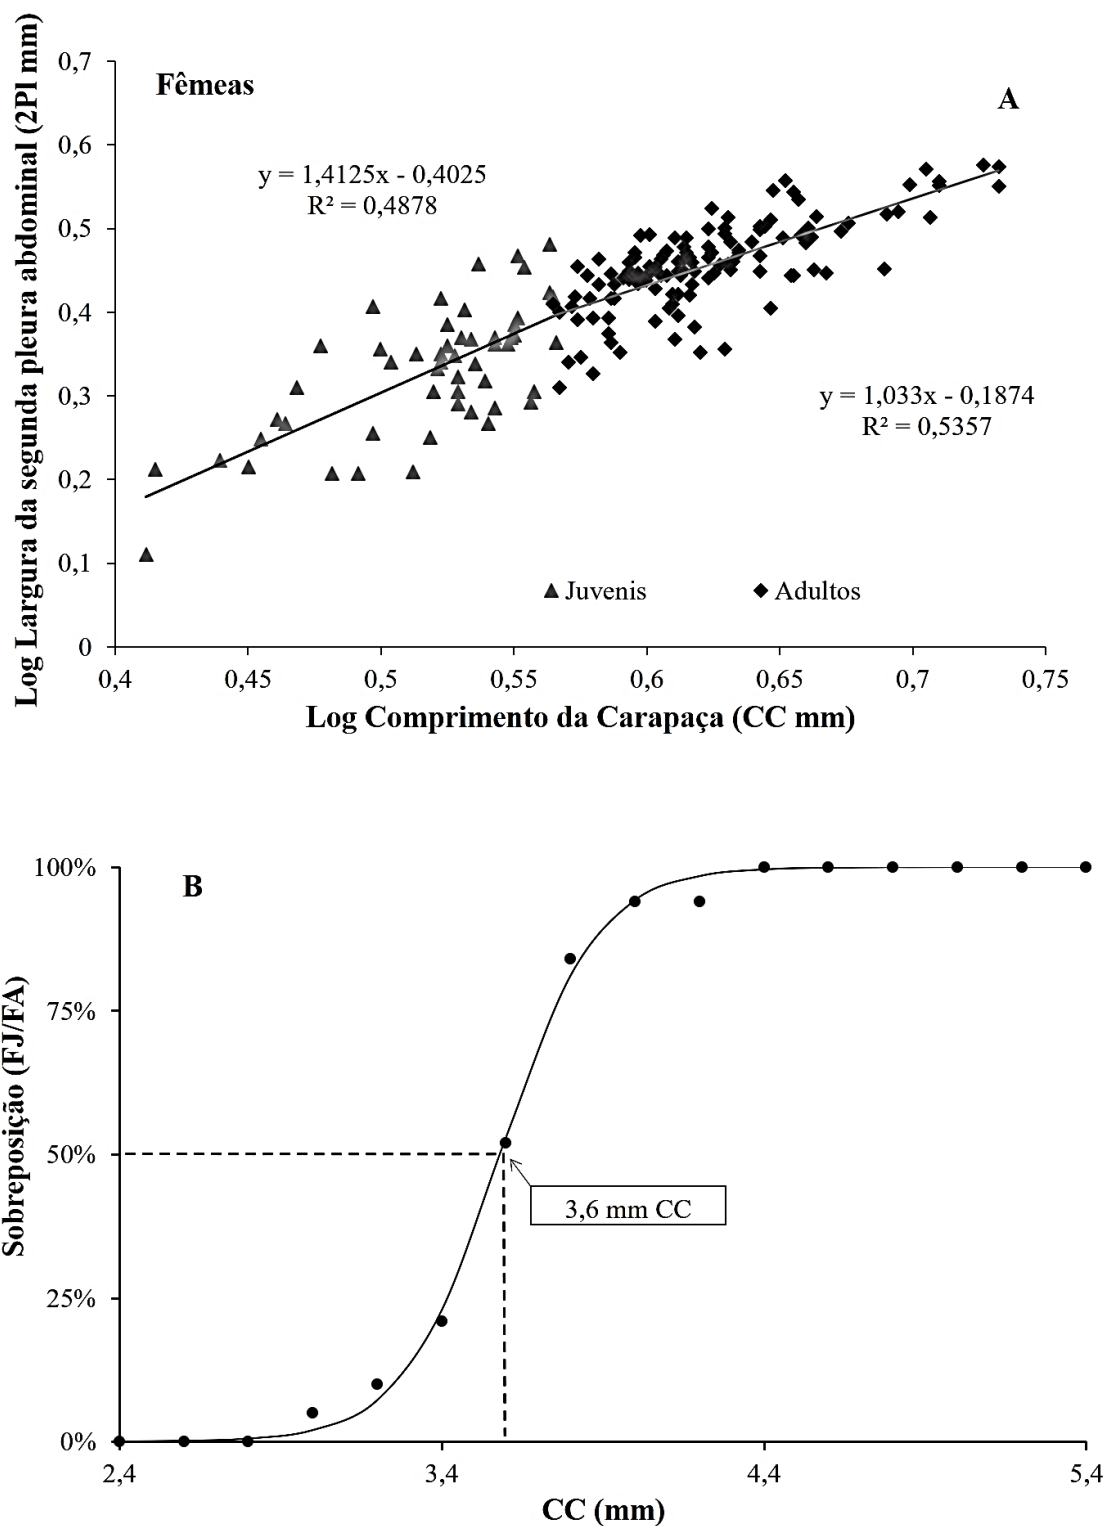 Log Largura da segunda pleura abdominal (2Pl mm)
0,7
Fêmeas
A
0,6
y = 1,4125x - 0,4025
R² = 0,4878
0,5
0,4
0,3
y = 1,033x - 0,1874
R² = 0,5357
0,2
0,1
Juvenis
Adultos
0
0,4
0,45
0,5
0,55
0,6
0,65
0,7
0,75
Log Comprimento da Carapaça (CC mm)
Sobreposição (FJ/FA)
100%
B
75%
50%
3,6 mm CC
25%
0%
2,4
3,4
4,4
5,4
CC (mm)